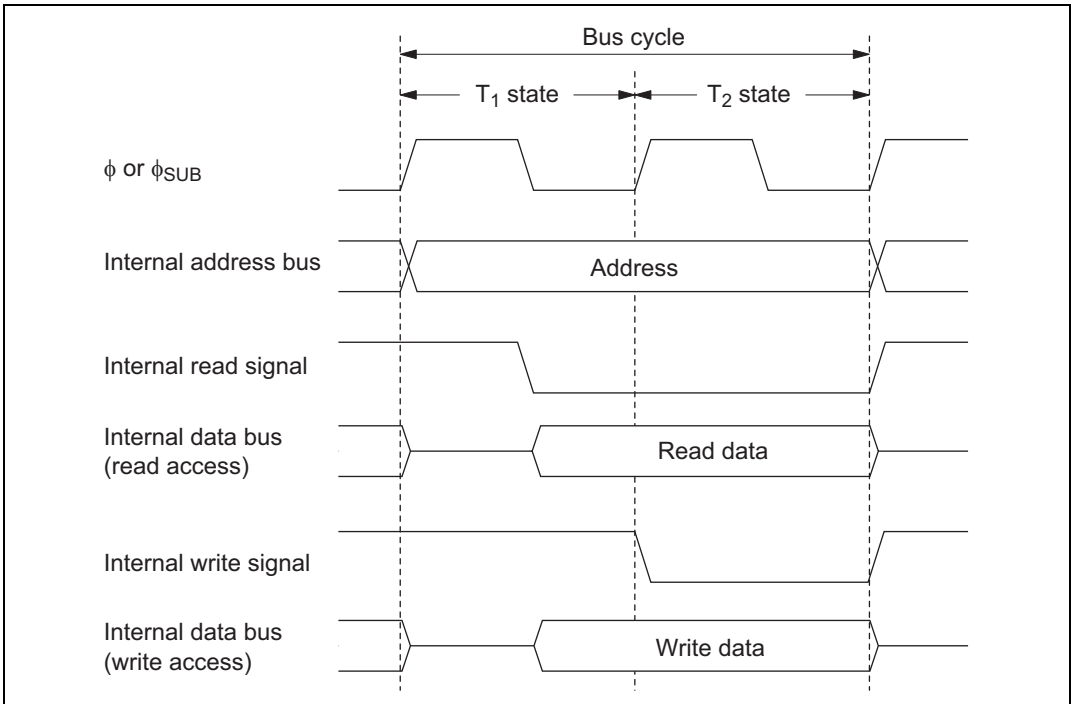 Bus cycle
T₁ state
T₂ state
ϕ or ϕSUB
Internal address bus
Address
Internal read signal
Internal data bus
(read access)
Read data
Internal write signal
Internal data bus
(write access)
Write data